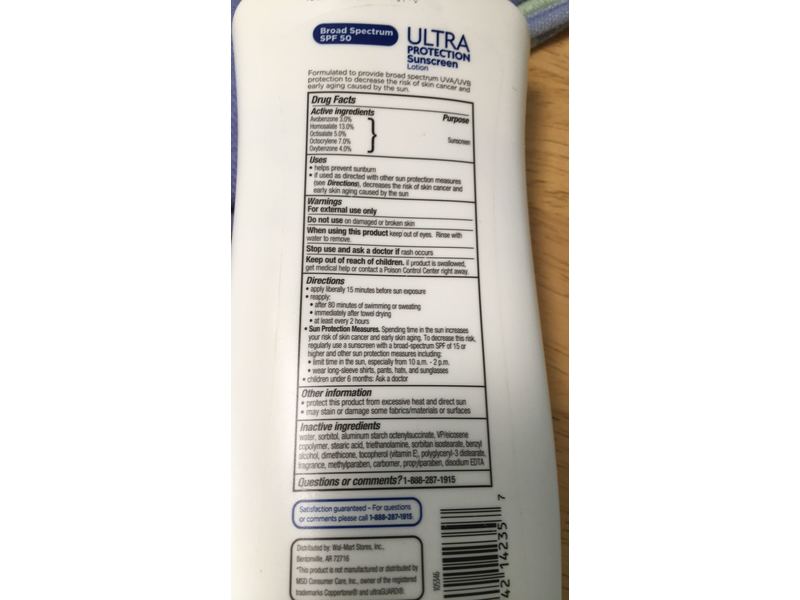 Broad Spectrum
SPF 50
ULTRA
PROTECTION
Sunscreen
Lotion
Formulated to provide broad spectrum UVA/UVB
protection to decrease the risk of skin cancer and
early aging caused by the sun.
Drug Facts
Active ingredients Purpose
Avobenzone 3.0%
Homosalate 13.0%
Octisalate 5.0%
Octocrylene 7.0%
Oxybenzone 4.0%
Sunscreen
Uses
• helps prevent sunburn
• if used as directed with other sun protection measures
(see Directions), decreases the risk of skin cancer and
early skin aging caused by the sun
Warnings
For external use only
Do not use on damaged or broken skin
When using this product keep out of eyes. Rinse with
water to remove.
Stop use and ask a doctor if rash occurs
Keep out of reach of children. If product is swallowed,
get medical help or contact a Poison Control Center right away.
Directions
• apply liberally 15 minutes before sun exposure
• reapply:
• after 80 minutes of swimming or sweating
• immediately after towel drying
• at least every 2 hours
• Sun Protection Measures. Spending time in the sun increases
your risk of skin cancer and early skin aging. To decrease this risk,
regularly use a sunscreen with a broad-spectrum SPF of 15 or
higher and other sun protection measures including:
• limit time in the sun, especially from 10 a.m. - 2 p.m.
• wear long-sleeve shirts, pants, hats, and sunglasses
• children under 6 months: Ask a doctor
Other information
• protect this product from excessive heat and direct sun
• may stain or damage some fabrics/materials or surfaces
Inactive ingredients
water, sorbitol, aluminum starch octenylsuccinate, VP/eicosene
copolymer, stearic acid, triethanolamine, sorbitan isostearate, benzyl
alcohol, dimethicone, tocopherol (vitamin E), polyglyceryl-3 distearate,
fragrance, methylparaben, carbomer, propylparaben, disodium EDTA
Questions or comments? 1-888-287-1915
Satisfaction guaranteed - For questions
or comments please call 1-888-287-1915
Distributed by: Wal-Mart Stores, Inc.,
Bentonville, AR 72716
*This product is not manufactured or distributed by
MSD Consumer Care, Inc., owner of the registered
trademarks Coppertone® and ultraGUARD®.
42 14235 7